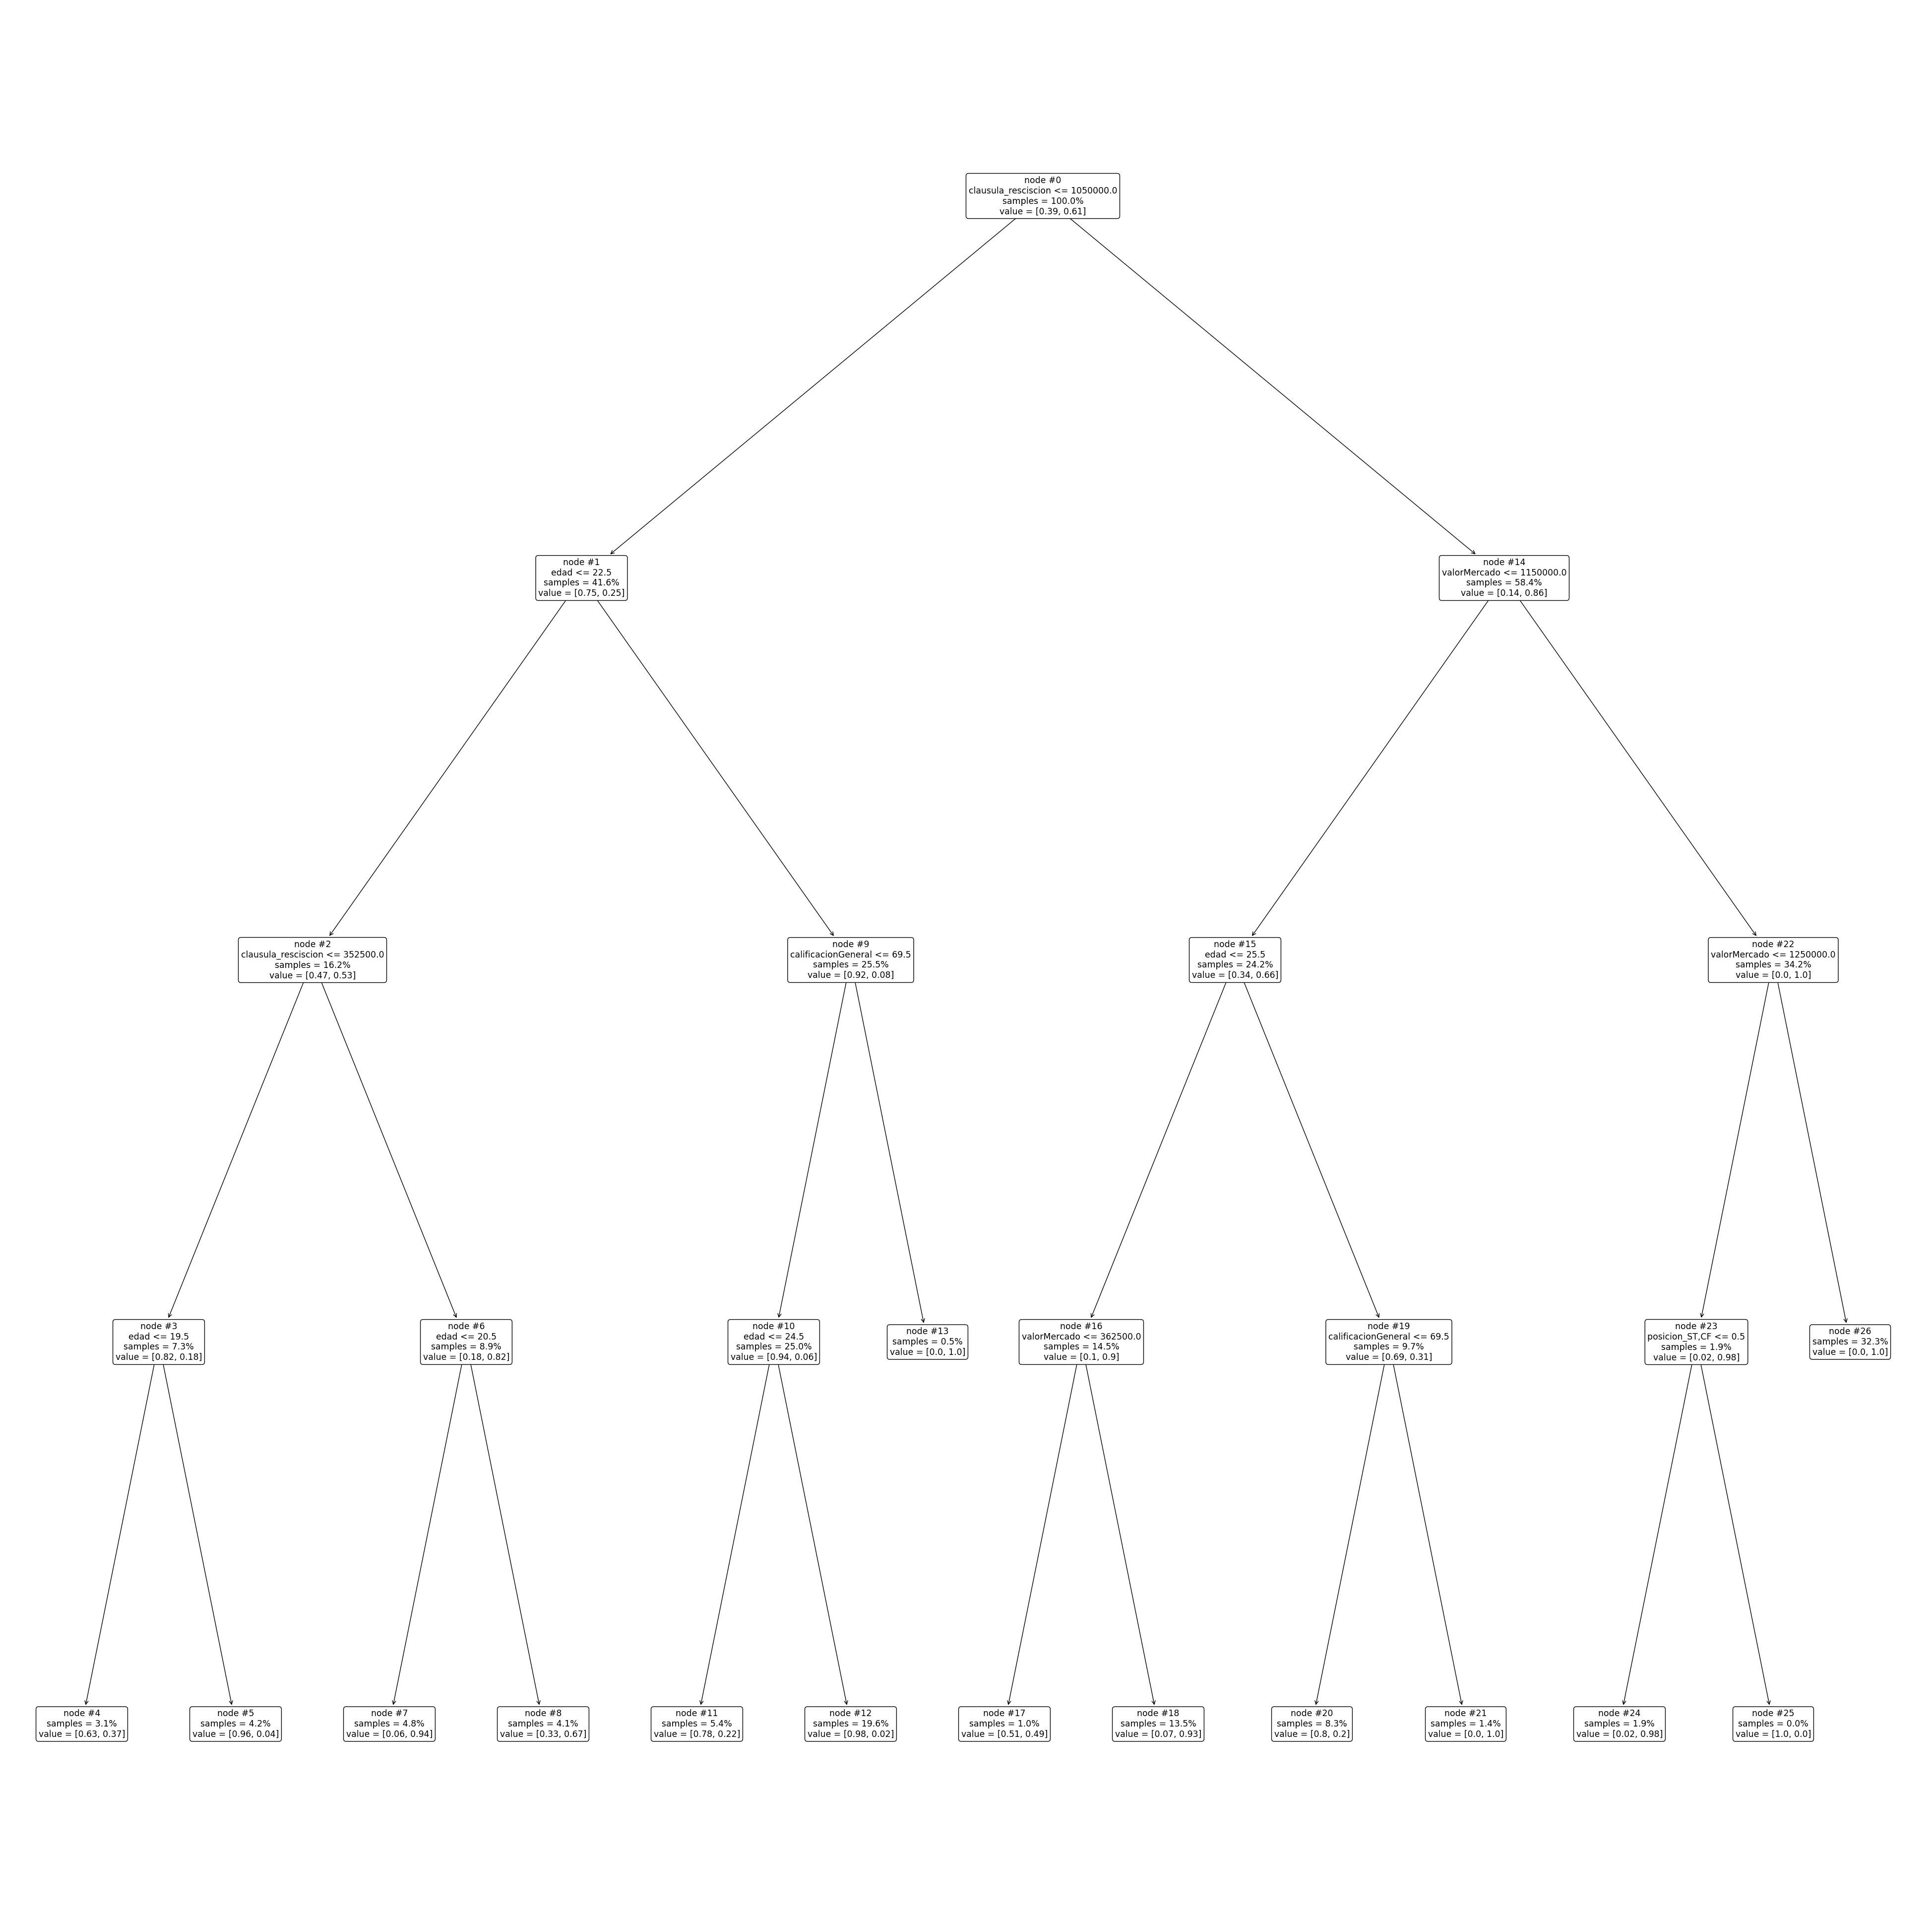 node #0
clausula_resciscion <= 1050000.0
samples = 100.0%
value = [0.39, 0.61]
node #1
edad <= 22.5
samples = 41.6%
value = [0.75, 0.25]
node #14
valorMercado <= 1150000.0
samples = 58.4%
value = [0.14, 0.86]
node #2
clausula_resciscion <= 352500.0
samples = 16.2%
value = [0.47, 0.53]
node #9
calificacionGeneral <= 69.5
samples = 25.5%
value = [0.92, 0.08]
node #15
edad <= 25.5
samples = 24.2%
value = [0.34, 0.66]
node #22
valorMercado <= 1250000.0
samples = 34.2%
value = [0.0, 1.0]
node #3
edad <= 19.5
samples = 7.3%
value = [0.82, 0.18]
node #6
edad <= 20.5
samples = 8.9%
value = [0.18, 0.82]
node #10
edad <= 24.5
samples = 25.0%
value = [0.94, 0.06]
node #13
samples = 0.5%
value = [0.0, 1.0]
node #16
valorMercado <= 362500.0
samples = 14.5%
value = [0.1, 0.9]
node #19
calificacionGeneral <= 69.5
samples = 9.7%
value = [0.69, 0.31]
node #23
posicion_ST,CF <= 0.5
samples = 1.9%
value = [0.02, 0.98]
node #26
samples = 32.3%
value = [0.0, 1.0]
node #4
samples = 3.1%
value = [0.63, 0.37]
node #5
samples = 4.2%
value = [0.96, 0.04]
node #7
samples = 4.8%
value = [0.06, 0.94]
node #8
samples = 4.1%
value = [0.33, 0.67]
node #11
samples = 5.4%
value = [0.78, 0.22]
node #12
samples = 19.6%
value = [0.98, 0.02]
node #17
samples = 1.0%
value = [0.51, 0.49]
node #18
samples = 13.5%
value = [0.07, 0.93]
node #20
samples = 8.3%
value = [0.8, 0.2]
node #21
samples = 1.4%
value = [0.0, 1.0]
node #24
samples = 1.9%
value = [0.02, 0.98]
node #25
samples = 0.0%
value = [1.0, 0.0]